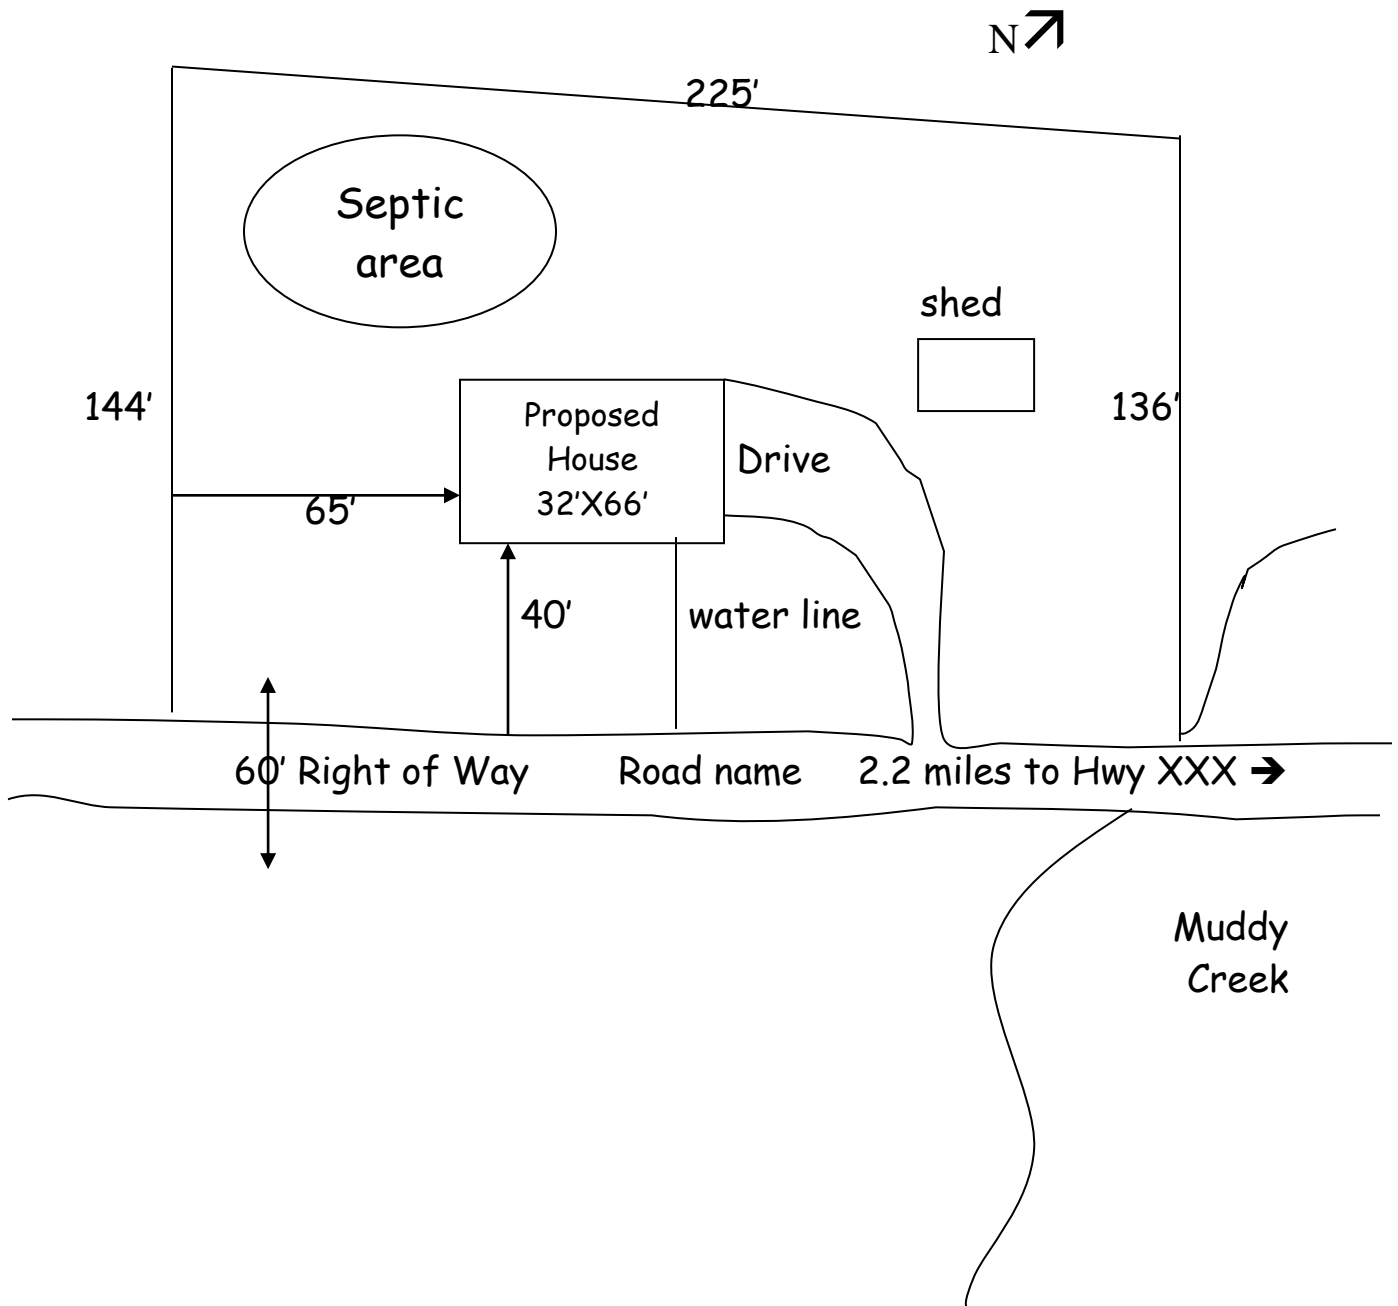 N
225'
Septic
area
shed
144'
136'
Proposed
House
32'X66'
Drive
65'
40'
water line
60' Right of Way
Road name
2.2 miles to Hwy XXX ➔
Muddy
Creek